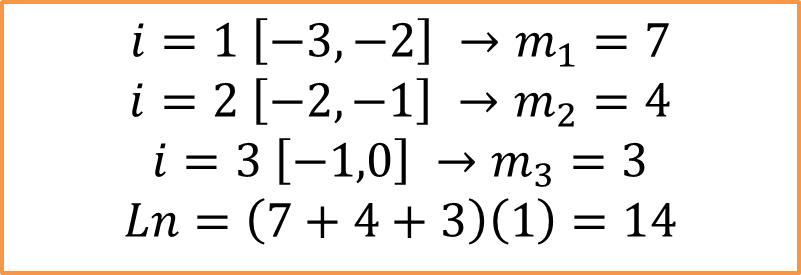 i = 1 [−3, −2] → m₁ = 7
i = 2 [−2, −1] → m₂ = 4
i = 3 [−1,0] → m₃ = 3
Ln = (7 + 4 + 3)(1) = 14